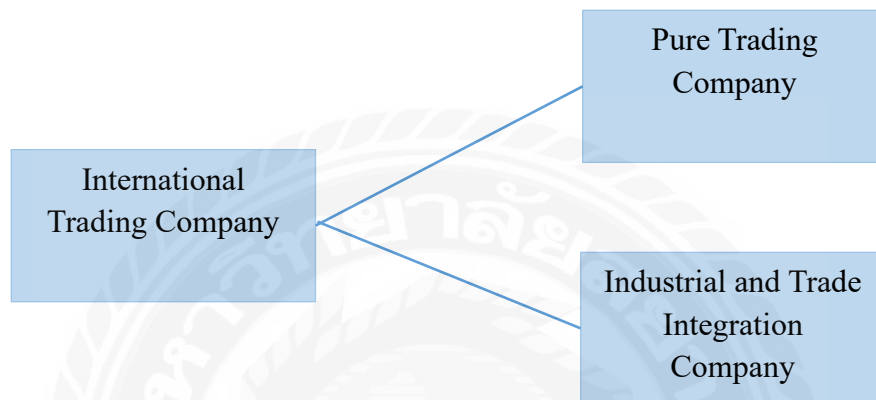 International
Trading Company
Pure Trading
Company
Industrial and Trade
Integration
Company